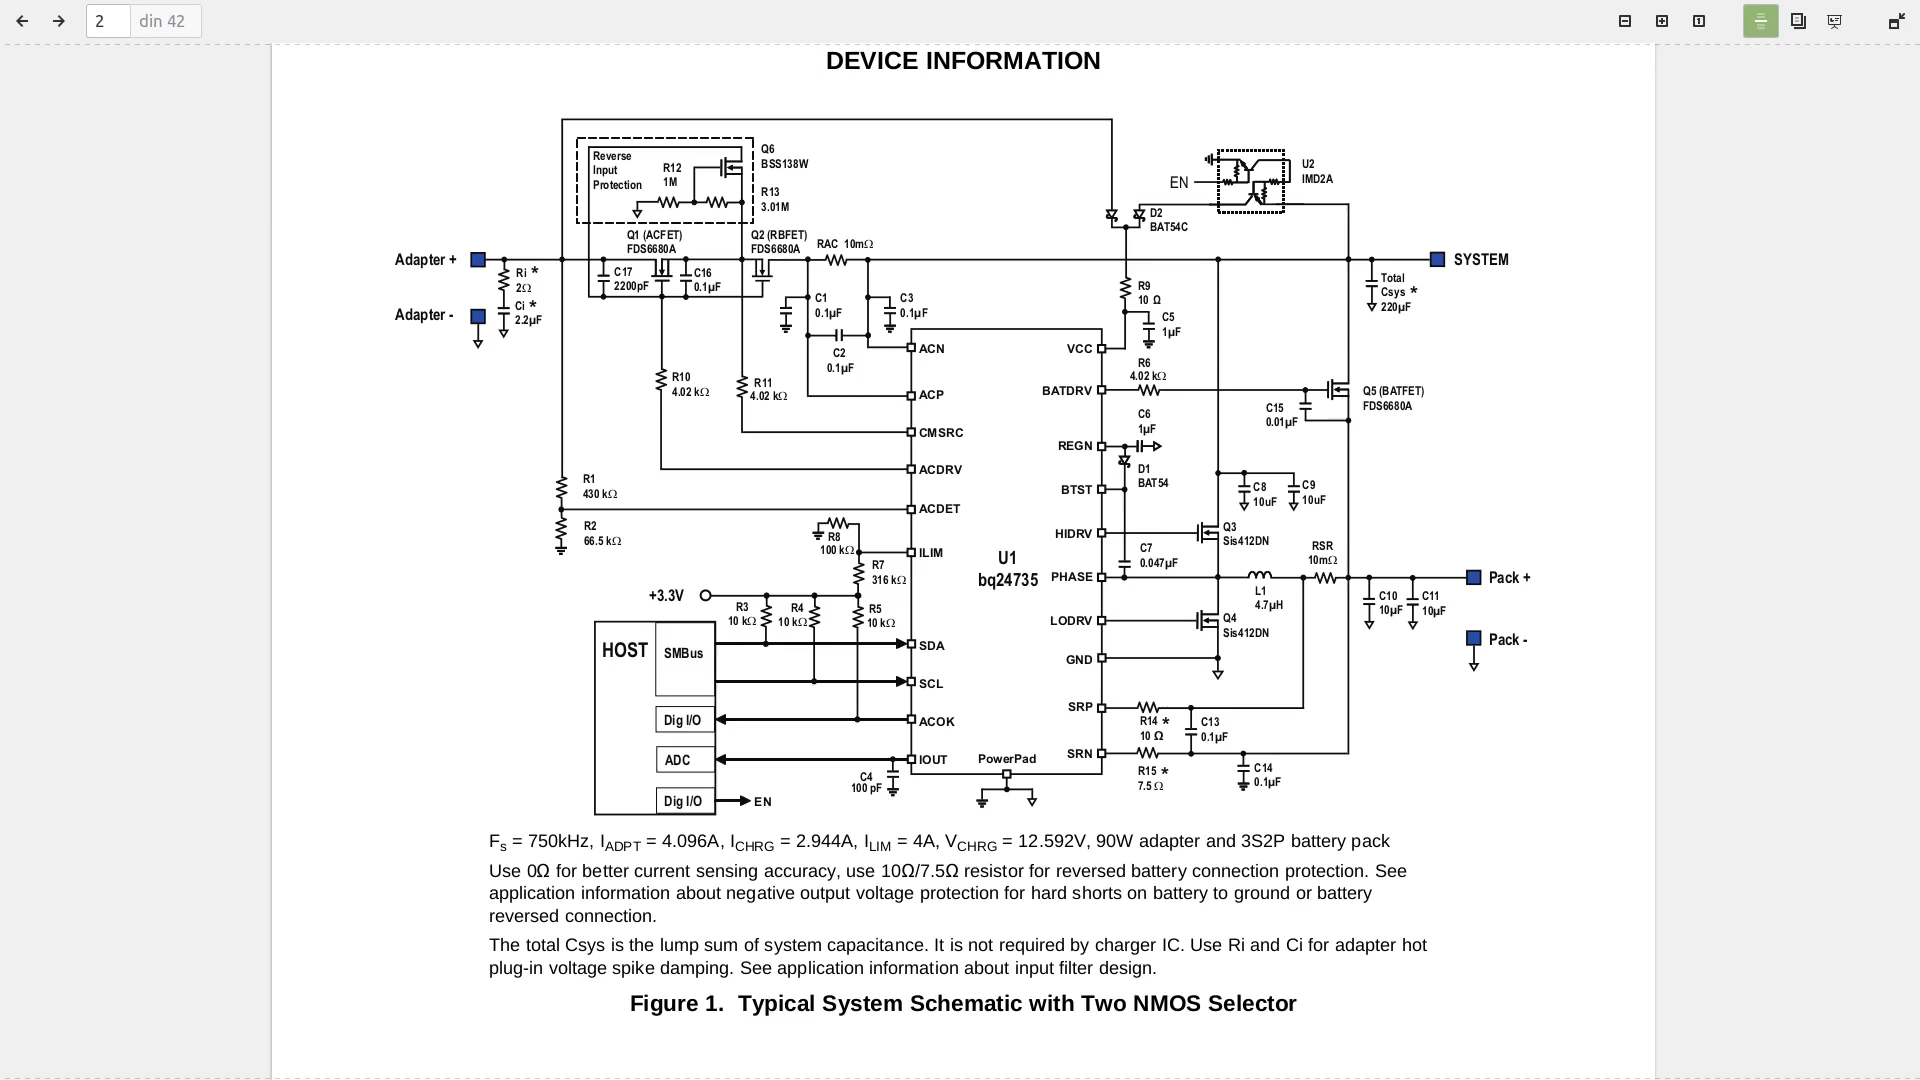 2
din 42
DEVICE INFORMATION
Reverse
Input
Protection
R12
1M
Q6
BSS138W
R13
3.01M
EN
U2
IMD2A
D2
BAT54C
Q1 (ACFET)
FDS6680A
Q2 (RBFET)
FDS6680A
RAC 10mΩ
Adapter +
SYSTEM
Ri *
2Ω
Ci *
2.2µF
C17
2200pF
C16
0.1µF
Total
Csys *
220µF
Adapter -
C1
0.1µF
C3
0.1µF
R9
10 Ω
C5
1µF
C2
0.1µF
ACN
VCC
R6
4.02 kΩ
R10
4.02 kΩ
R11
4.02 kΩ
ACP
BATDRV
Q5 (BATFET)
FDS6680A
C15
0.01µF
C6
1µF
CMSRC
REGN
ACDRV
D1
BAT54
R1
430 kΩ
BTST
C8
10uF
C9
10uF
ACDET
R2
66.5 kΩ
HIDRV
Q3
Sis412DN
R8
100 kΩ
ILIM
C7
0.047µF
RSR
10mΩ
U1
bq24735
R7
316 kΩ
PHASE
Pack +
L1
4.7µH
C10
10µF
C11
10µF
+3.3V
R3
10 kΩ
R4
10 kΩ
R5
10 kΩ
LODRV
Q4
Sis412DN
HOST
SMBus
SDA
GND
Pack -
SCL
SRP
R14 *
10 Ω
C13
0.1µF
Dig I/O
ACOK
SRN
ADC
IOUT
PowerPad
R15 *
7.5 Ω
C14
0.1µF
C4
100 pF
Dig I/O
EN
Fs = 750kHz, IADPT = 4.096A, ICHRG = 2.944A, ILIM = 4A, VCHRG = 12.592V, 90W adapter and 3S2P battery pack
Use 0Ω for better current sensing accuracy, use 10Ω/7.5Ω resistor for reversed battery connection protection. See
application information about negative output voltage protection for hard shorts on battery to ground or battery
reversed connection.
The total Csys is the lump sum of system capacitance. It is not required by charger IC. Use Ri and Ci for adapter hot
plug-in voltage spike damping. See application information about input filter design.
Figure 1. Typical System Schematic with Two NMOS Selector